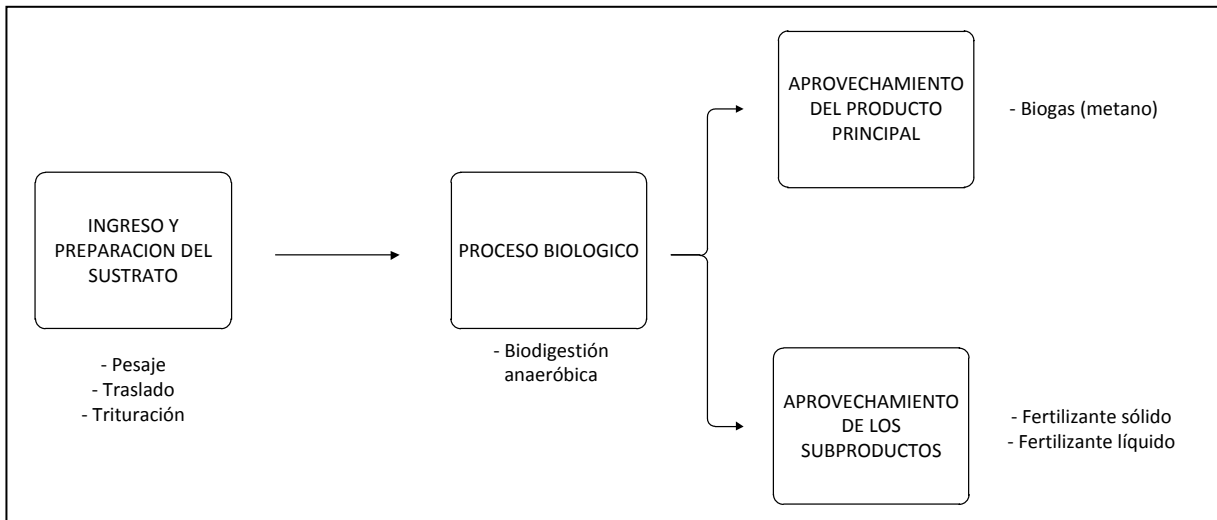 INGRESO Y
PREPARACION DEL
SUSTRATO
- Pesaje
- Traslado
- Trituración
PROCESO BIOLOGICO
- Biodigestión
anaeróbica
APROVECHAMIENTO
DEL PRODUCTO
PRINCIPAL
- Biogas (metano)
APROVECHAMIENTO
DE LOS
SUBPRODUCTOS
- Fertilizante sólido
- Fertilizante líquido